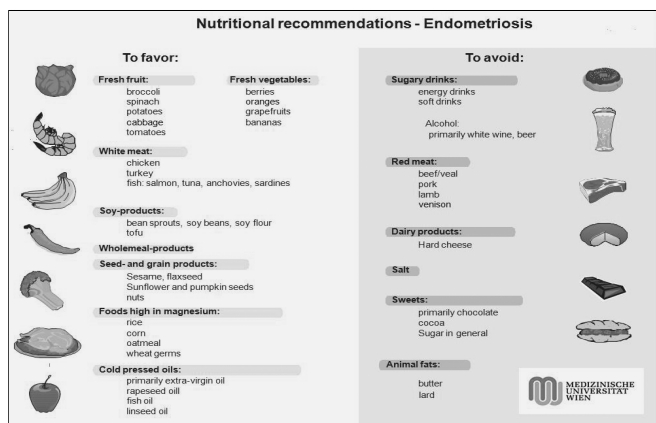 Nutritional recommendations - Endometriosis
To favor:
Fresh fruit:
broccoli
spinach
potatoes
cabbage
tomatoes
Fresh vegetables:
berries
oranges
grapefruits
bananas
White meat:
chicken
turkey
fish: salmon, tuna, anchovies, sardines
Soy-products:
bean sprouts, soy beans, soy flour
tofu
Wholemeal-products
Seed- and grain products:
Sesame, flaxseed
Sunflower and pumpkin seeds
nuts
Foods high in magnesium:
rice
corn
oatmeal
wheat germs
Cold pressed oils:
primarily extra-virgin oil
rapeseed oill
fish oil
linseed oil
To avoid:
Sugary drinks:
energy drinks
soft drinks
Alcohol:
primarily white wine, beer
Red meat:
beef/veal
pork
lamb
venison
Dairy products:
Hard cheese
Salt
Sweets:
primarily chocolate
cocoa
Sugar in general
Animal fats:
butter
lard
MEDIZINISCHE
UNIVERSITÄT
WIEN